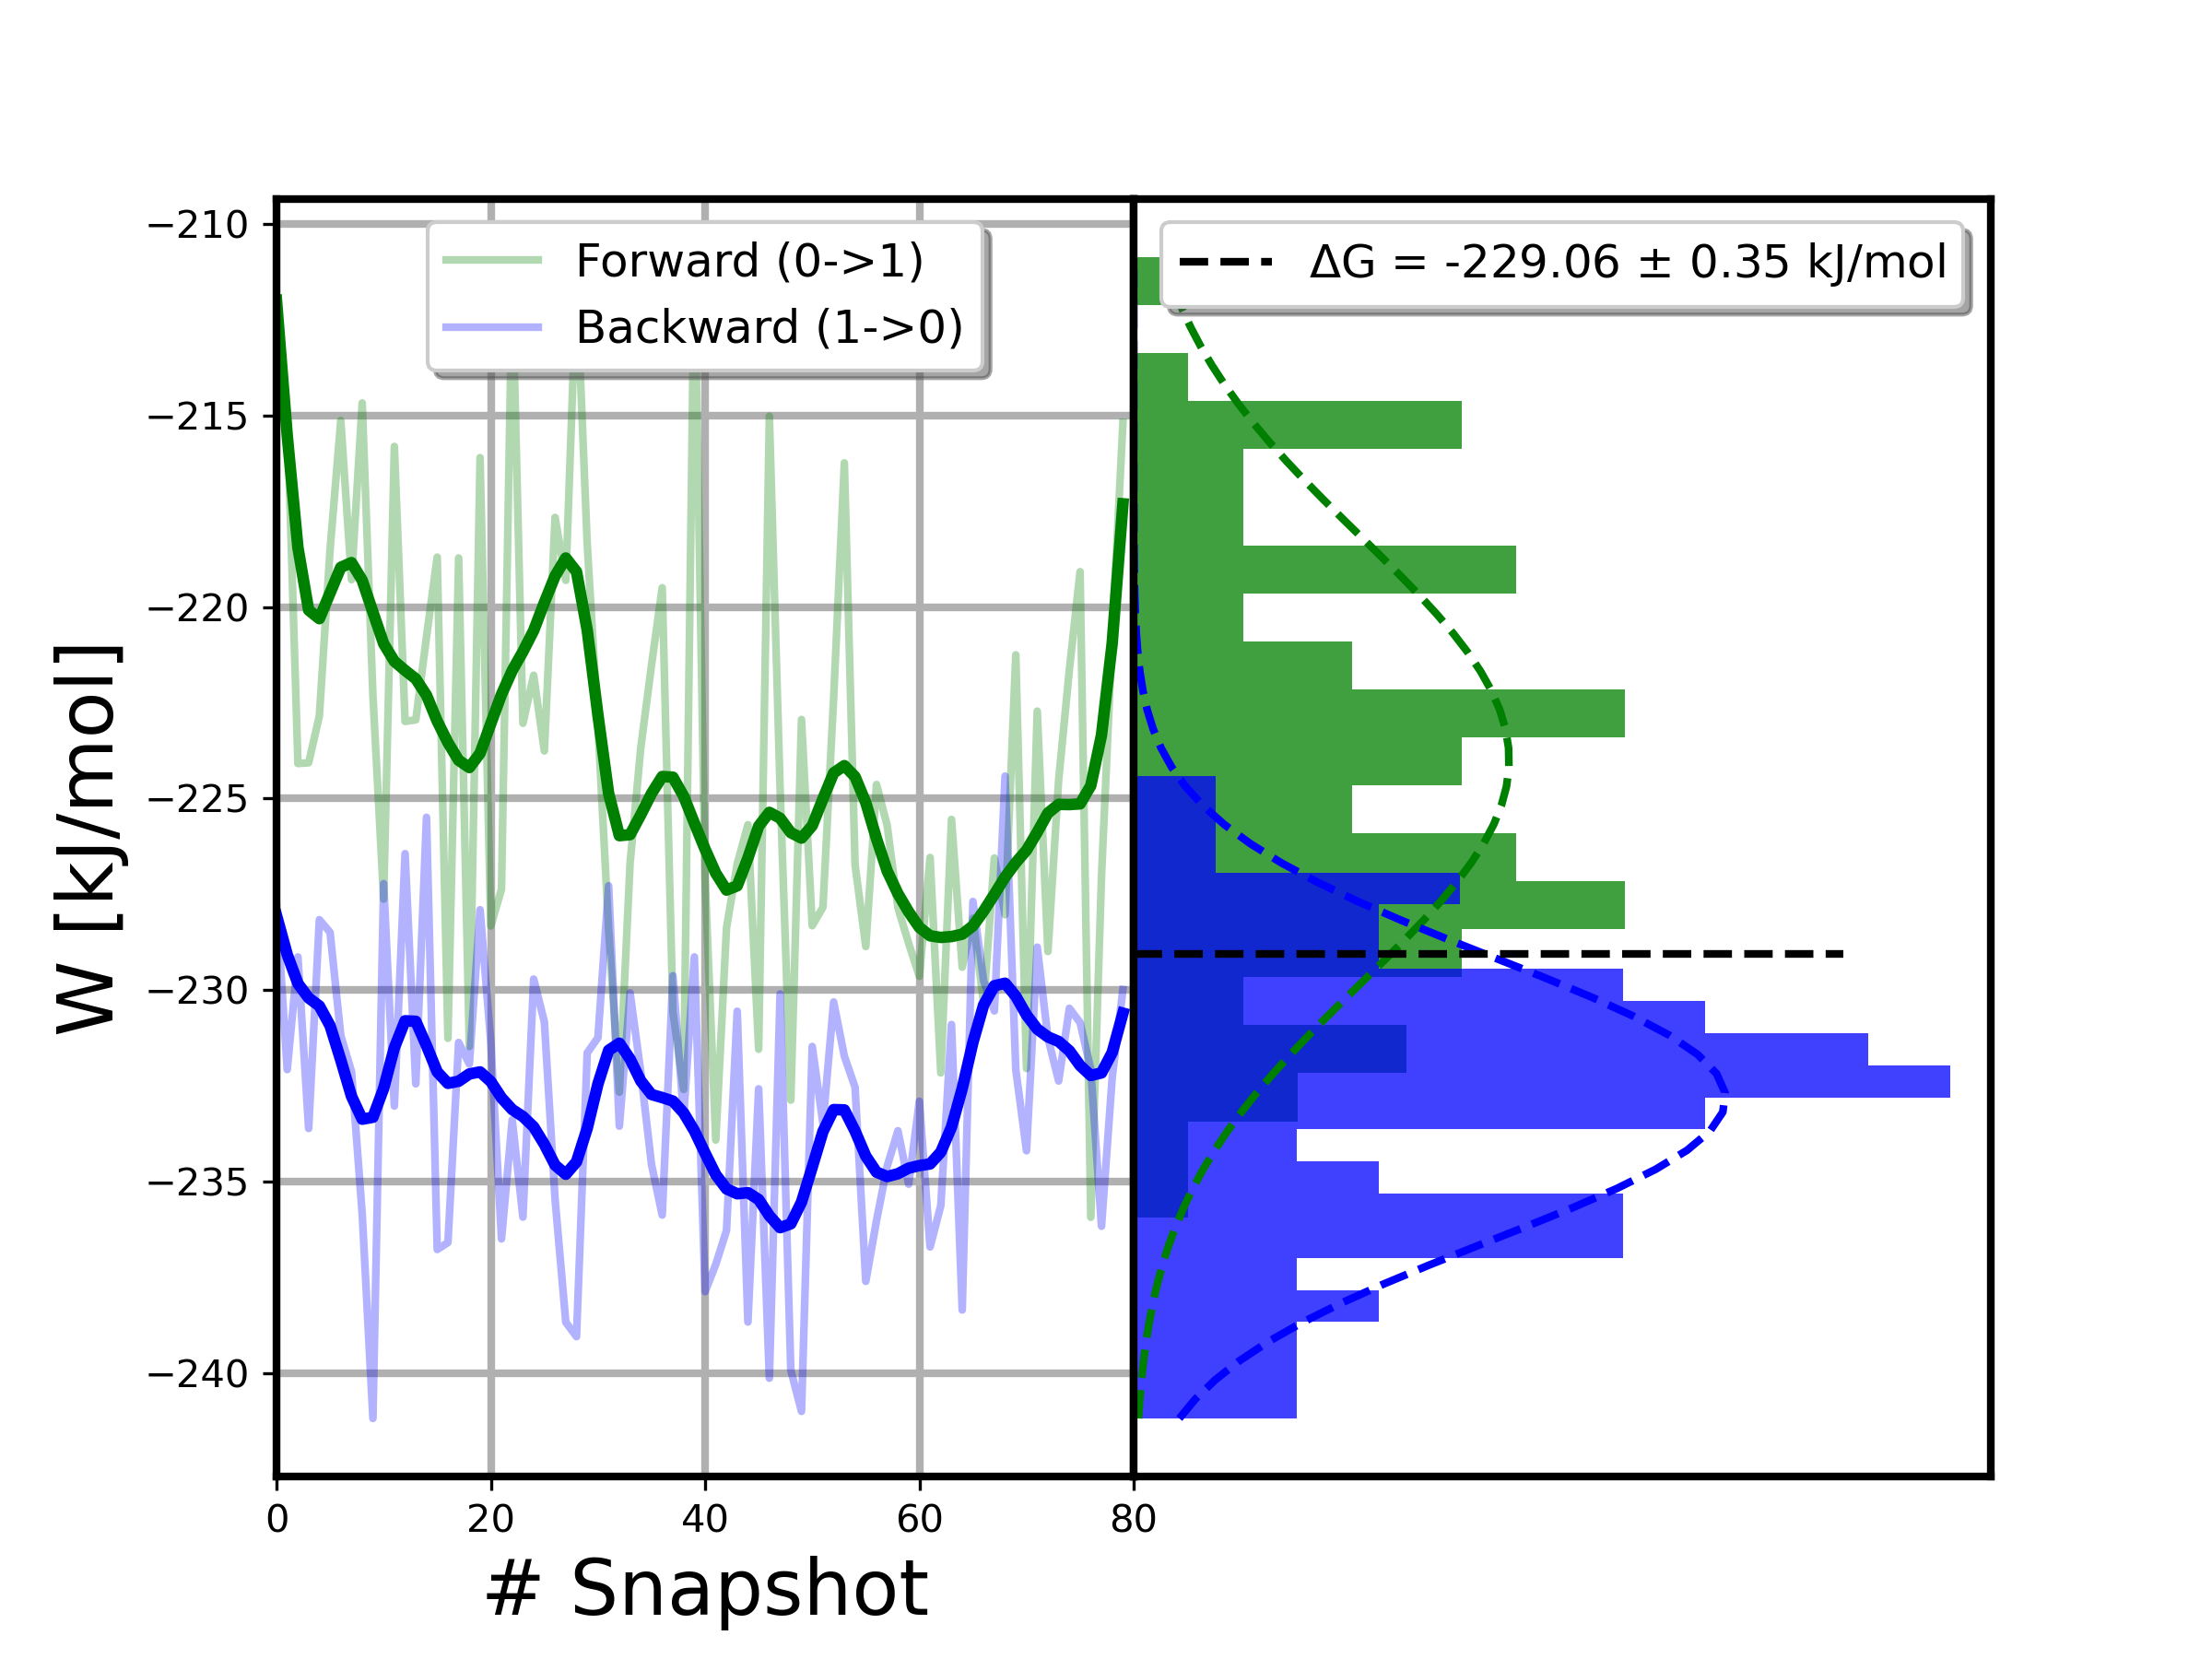 Forward (0->1)
Backward (1->0)
ΔG = -229.06 ± 0.35 kJ/mol
W [kJ/mol]
−210
−215
−220
−225
−230
−235
−240
0 20 40 60 80
# Snapshot